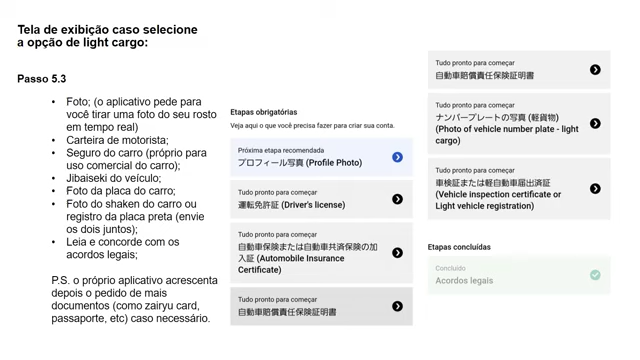 Tela de exibição caso selecione
a opção de light cargo:
Passo 5.3
• Foto; (o aplicativo pede para
você tirar uma foto do seu rosto
em tempo real)
• Carteira de motorista;
• Seguro do carro (próprio para
uso comercial do carro);
• Jibaiseki do veículo;
• Foto da placa do carro;
• Foto do shaken do carro ou
registro da placa preta (envie
os dois juntos);
• Leia e concorde com os
acordos legais;
P.S. o próprio aplicativo acrescenta
depois o pedido de mais
documentos (como zairyu card,
passaporte, etc) caso necessário.
Etapas obrigatórias
Veja aqui o que você precisa fazer para criar sua conta.
Próxima etapa recomendada
プロフィール写真 (Profile Photo)
Tudo pronto para começar
運転免許証 (Driver's license)
Tudo pronto para começar
自動車保険または自動車共済保険の加
入証 (Automobile Insurance
Certificate)
Tudo pronto para começar
自動車賠償責任保険証明書
Tudo pronto para começar
自動車賠償責任保険証明書
Tudo pronto para começar
ナンバープレートの写真 (軽貨物)
(Photo of vehicle number plate - light
cargo)
Tudo pronto para começar
車検証または軽自動車届出済証
(Vehicle inspection certificate or
Light vehicle registration)
Etapas concluídas
Concluído
Acordos legais